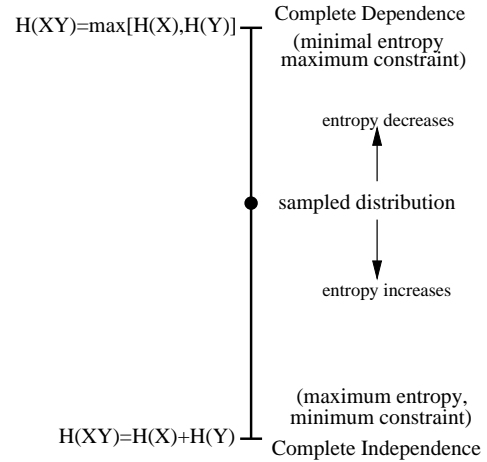 H(XY)=max[H(X),H(Y)]
Complete Dependence
(minimal entropy
maximum constraint)
entropy decreases
sampled distribution
entropy increases
(maximum entropy,
minimum constraint)
H(XY)=H(X)+H(Y)
Complete Independence